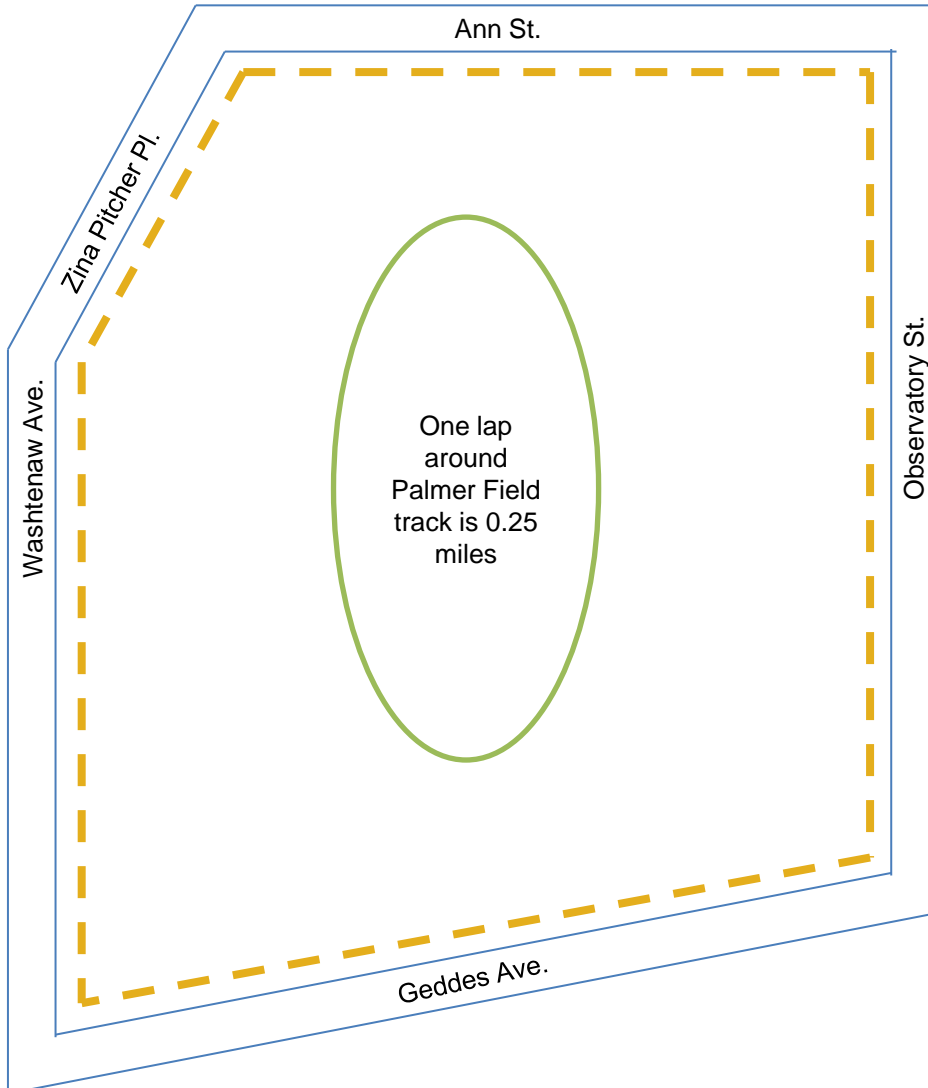 Ann St.
Zina Pitcher Pl.
Washtenaw Ave.
Observatory St.
One lap
around
Palmer Field
track is 0.25
miles
Geddes Ave.